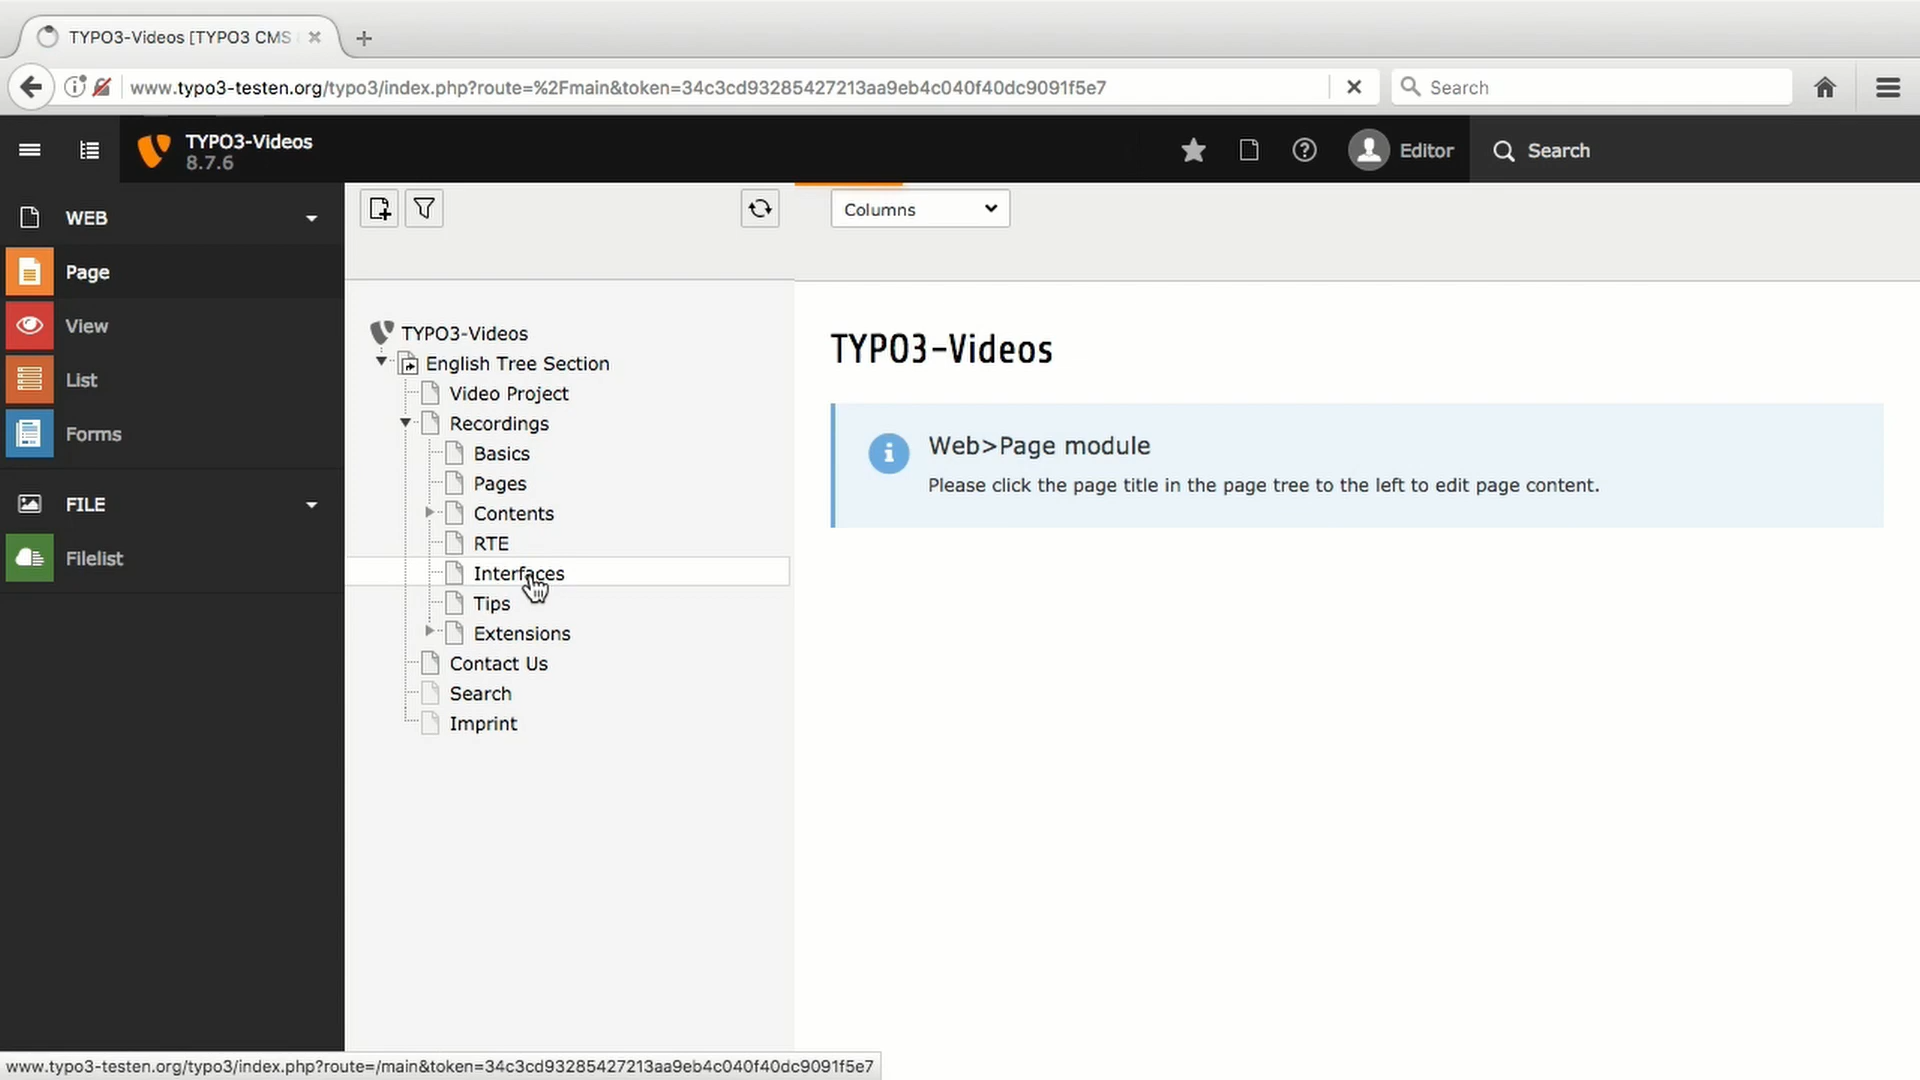 TYPO3-Videos [TYPO3 CMS
www.typo3-testen.org/typo3/index.php?route=%2Fmain&token=34c3cd93285427213aa9eb4c040f40dc9091f5e7
Search
TYPO3-Videos
8.7.6
Editor
Search
WEB
Page
View
List
Forms
FILE
Filelist
Columns
TYPO3-Videos
English Tree Section
Video Project
Recordings
Basics
Pages
Contents
RTE
Interfaces
Tips
Extensions
Contact Us
Search
Imprint
TYPO3-Videos
Web>Page module
Please click the page title in the page tree to the left to edit page content.
www.typo3-testen.org/typo3/index.php?route=/main&token=34c3cd93285427213aa9eb4c040f40dc9091f5e7